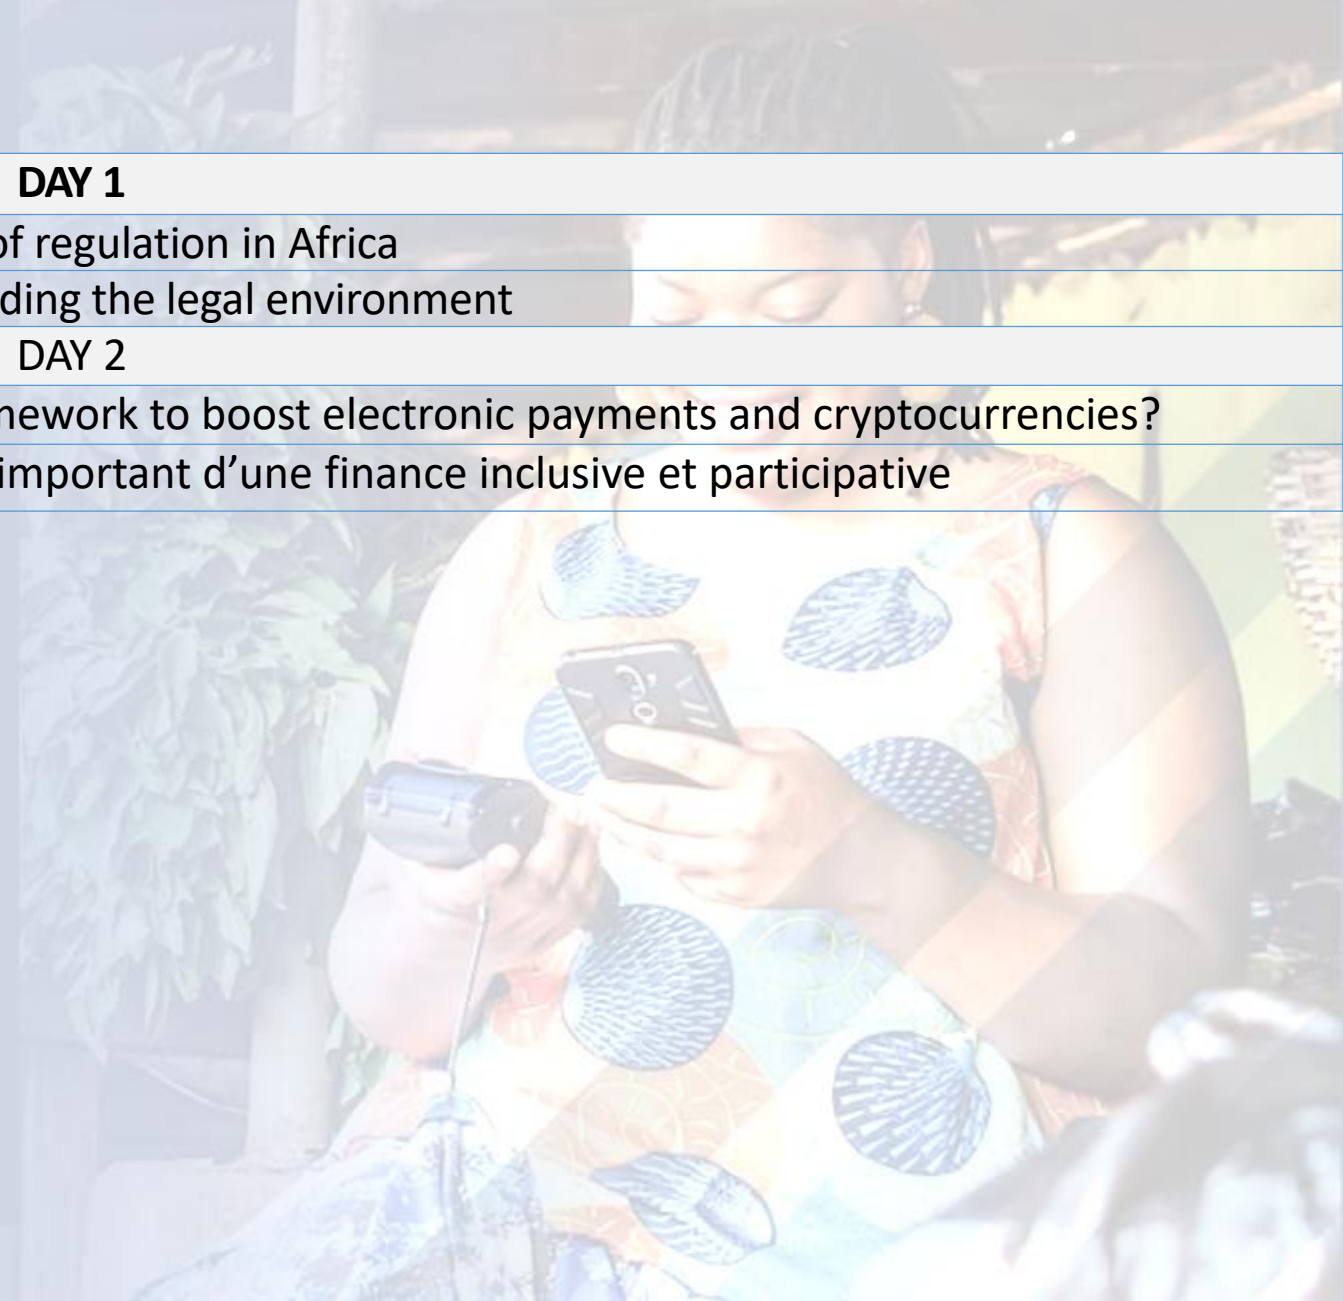 DAY 1
of regulation in Africa
ding the legal environment
DAY 2
nework to boost electronic payments and cryptocurrencies?
important d’une finance inclusive et participative